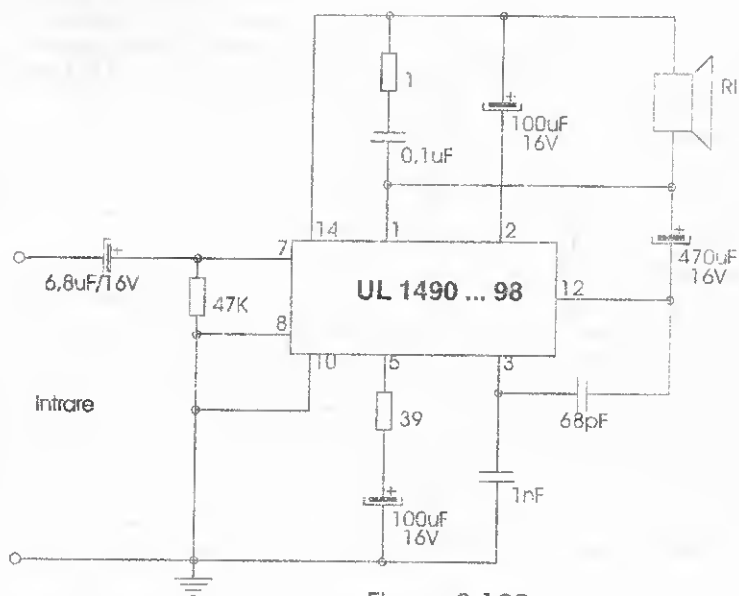 1
0,1uF
+
100uF
16V
Rl
14
1
2
+
6,8uF/16V
7
47K
8
UL 1490 ... 98
12
+
470uF
16V
10
5
3
Intrare
39
68pF
+
100uF
16V
1nF